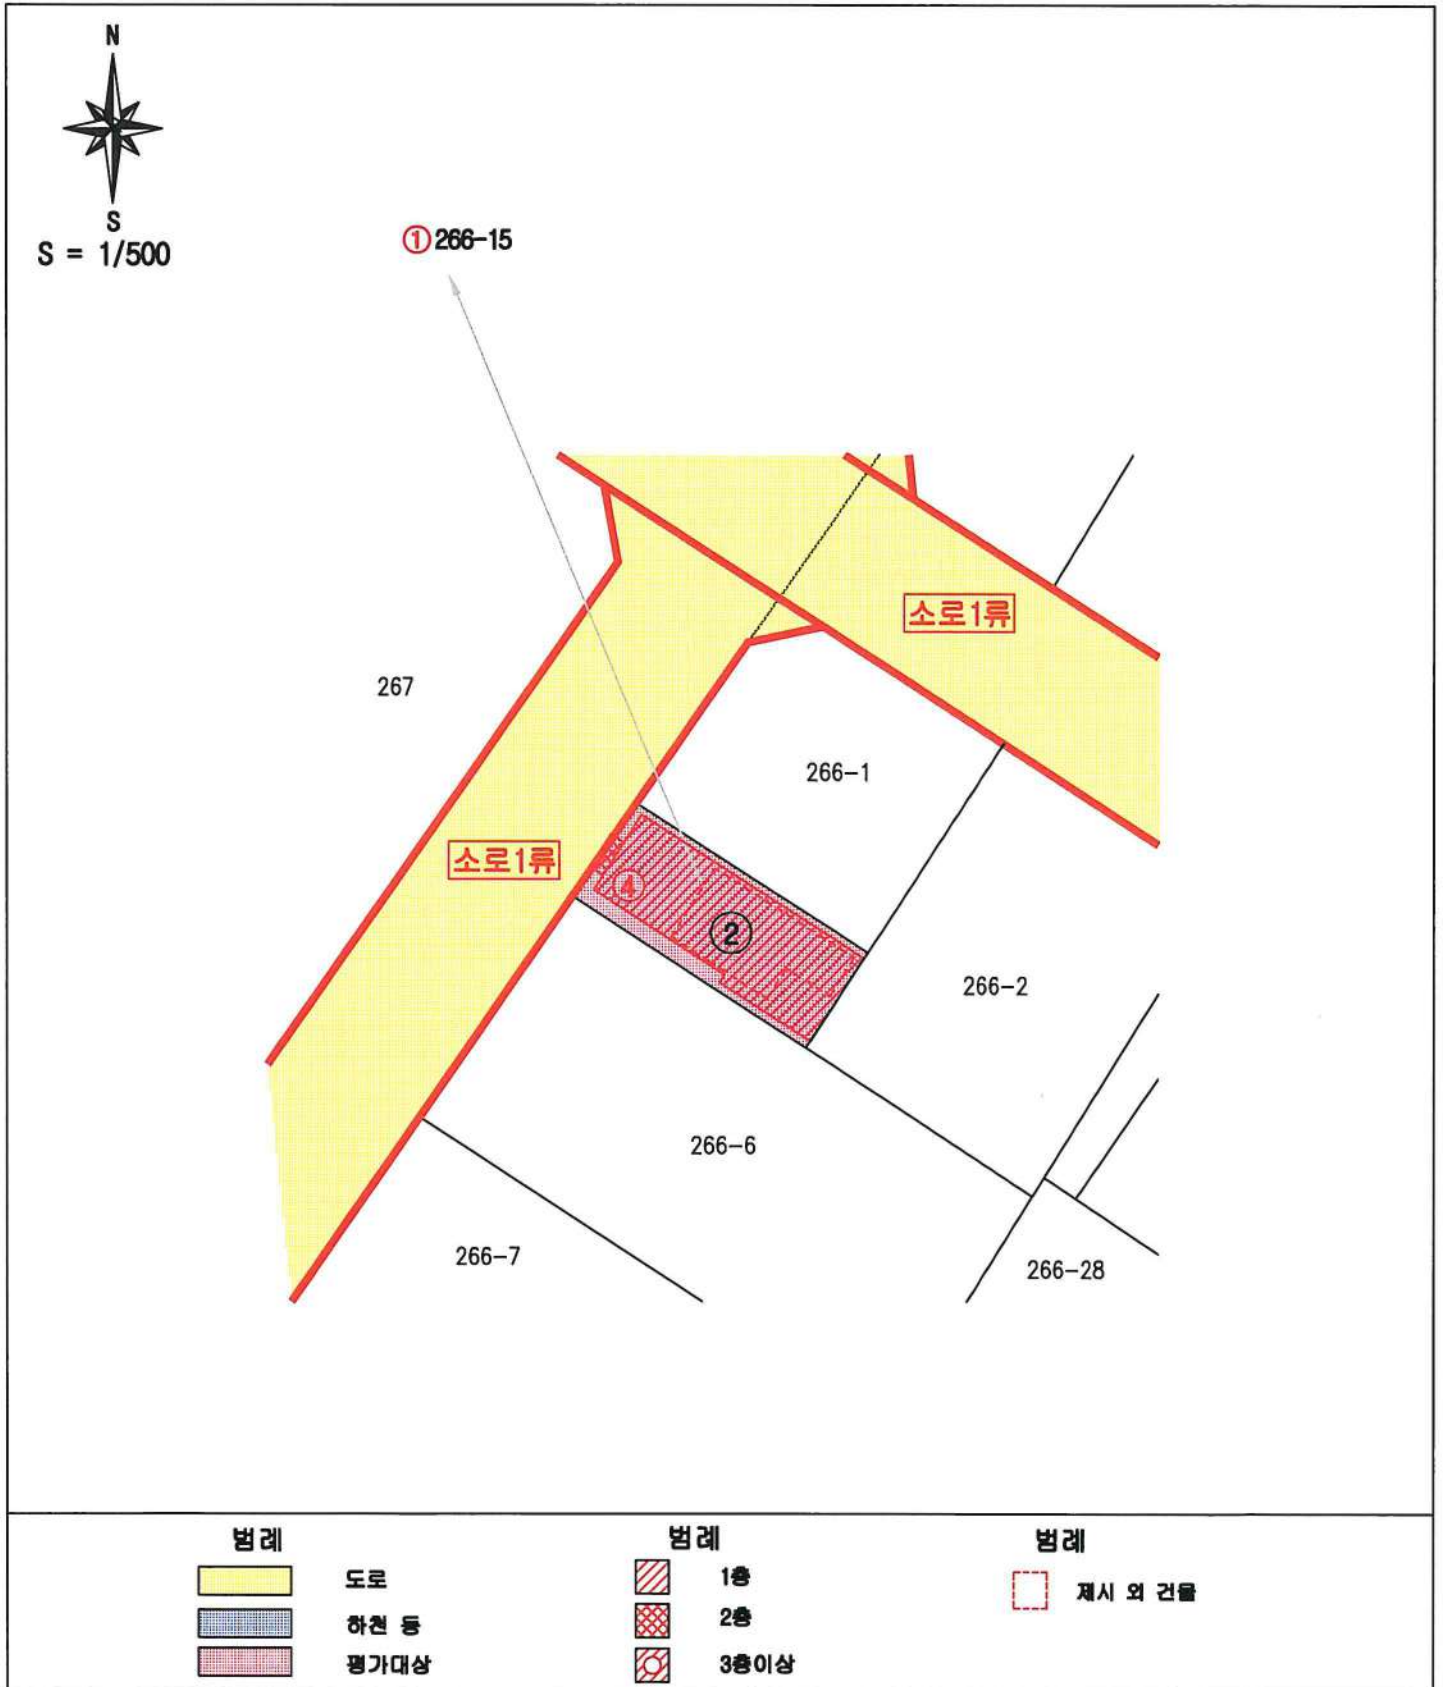 N
S
S = 1/500
① 266-15
소로1류
267
266-1
소로1류
④
②
266-2
266-6
266-7
266-28
범례
도로
하천 등
평가대상
범례
1층
2층
3층이상
범례
제시 외 건물